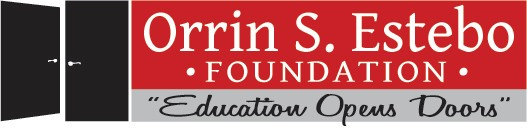 Orrin S. Estebo
• FOUNDATION •
"Education Opens Doors"